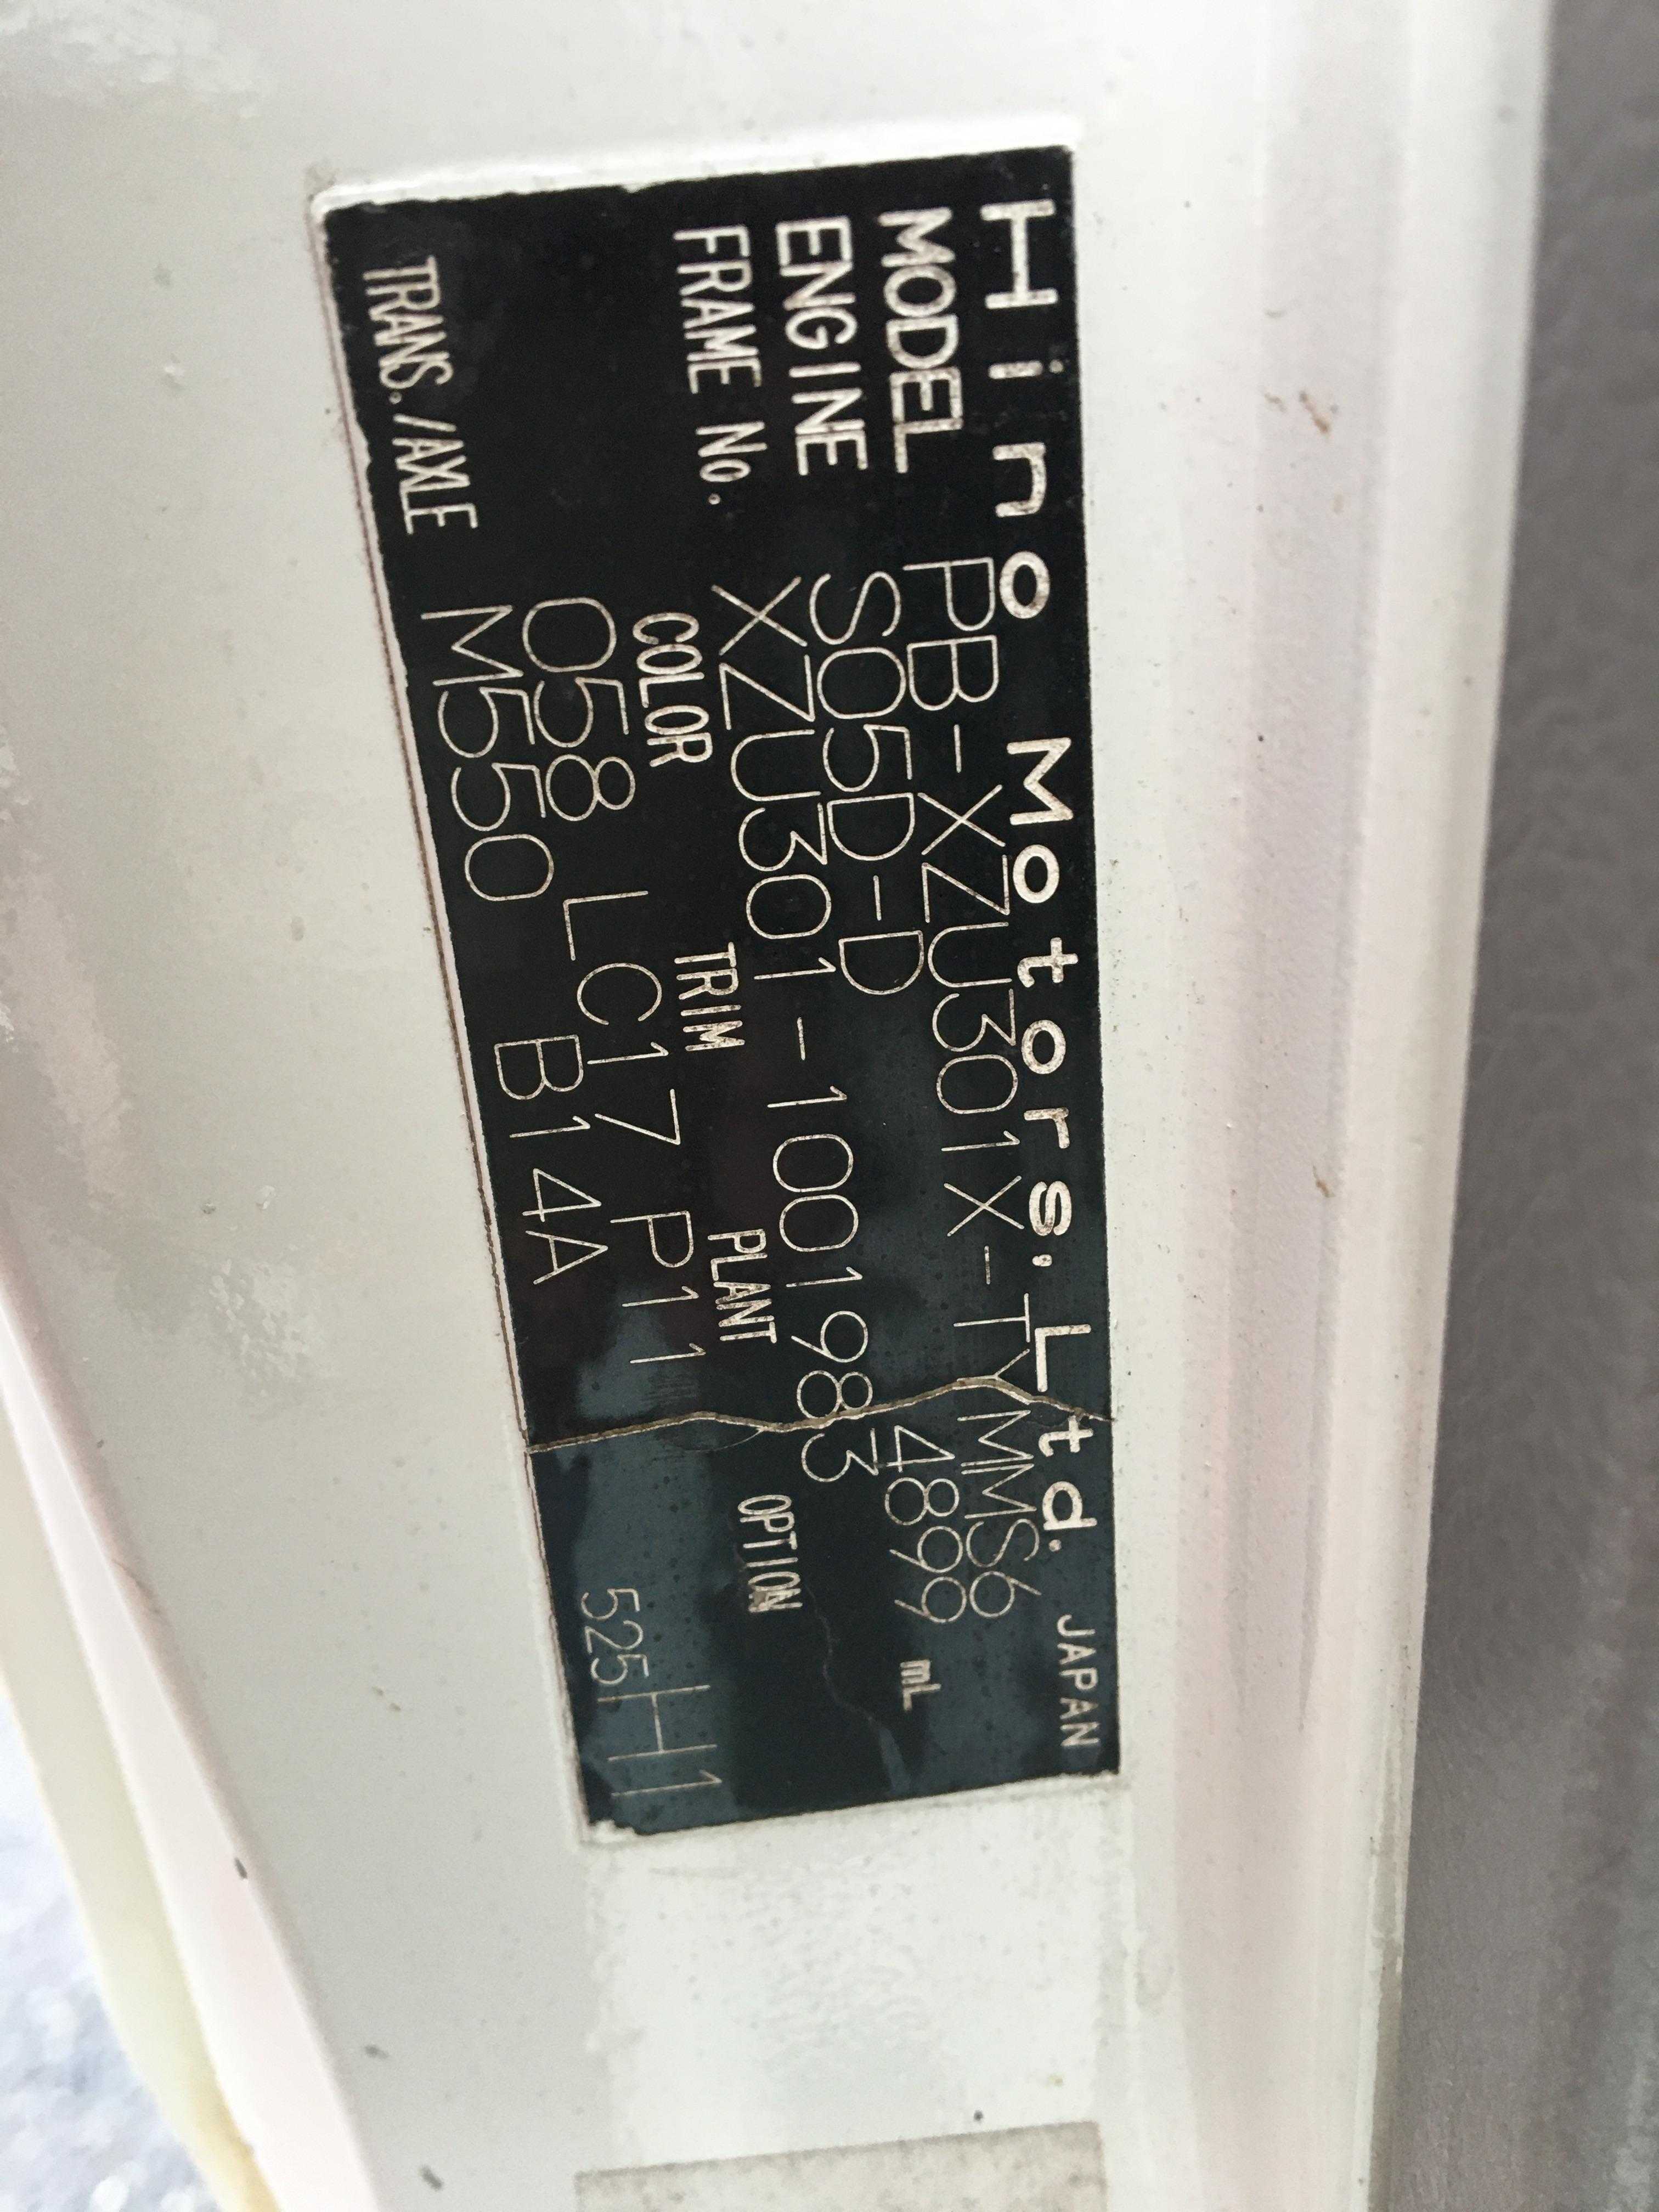 Hino Motors, Ltd. JAPAN
MODEL PB-XZU301X-TYMMS6
ENGINE S05D-D 4899 mL
FRAME No. XZU301-1001983
COLOR TRIM PLANT OPTION
058 LC17 P11 525H1
TRANS./AXLE M550 B14A